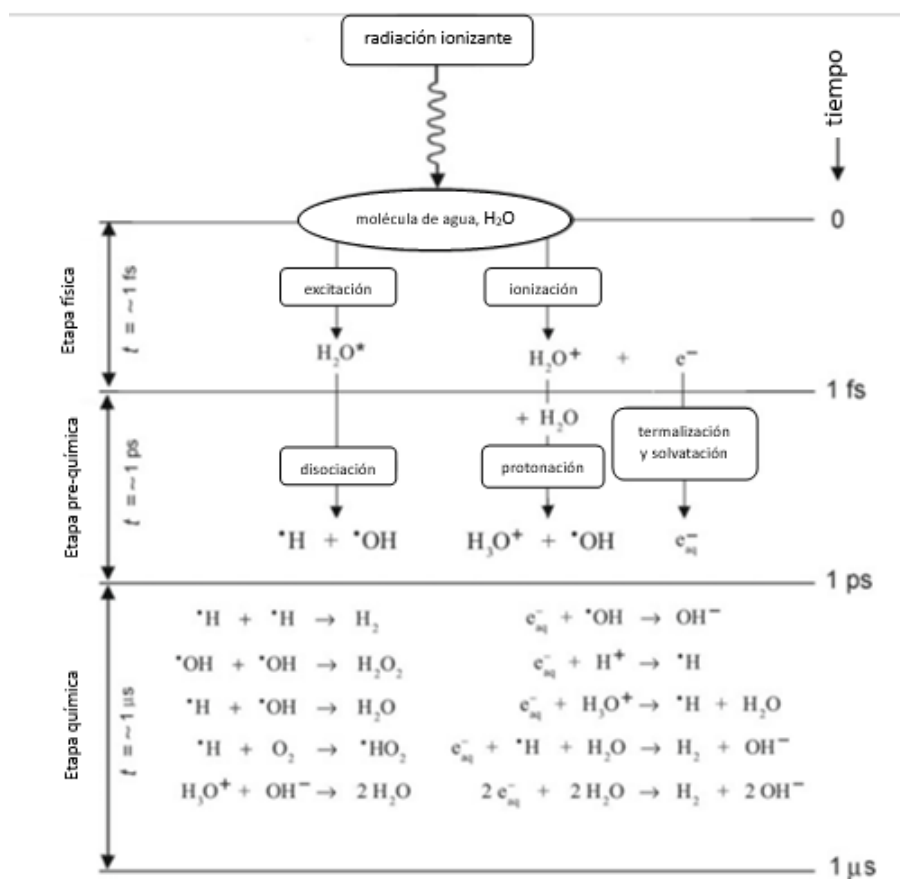 radiación ionizante
tiempo
molécula de agua, H₂O
0
excitación
ionización
Etapa física
t = ~ 1 fs
H₂O*
H₂O⁺ + e⁻
1 fs
+ H₂O
termalización
y solvatación
disociación
protonación
Etapa pre-química
t = ~ 1 ps
•H + •OH
H₃O⁺ + •OH
e⁻aq
1 ps
Etapa química
t = ~ 1 µs
•H + •H → H₂
e⁻aq + •OH → OH⁻
•OH + •OH → H₂O₂
e⁻aq + H⁺ → •H
•H + •OH → H₂O
e⁻aq + H₃O⁺ → •H + H₂O
•H + O₂ → •HO₂
e⁻aq + •H + H₂O → H₂ + OH⁻
H₃O⁺ + OH⁻ → 2 H₂O
2 e⁻aq + 2 H₂O → H₂ + 2 OH⁻
1 µs